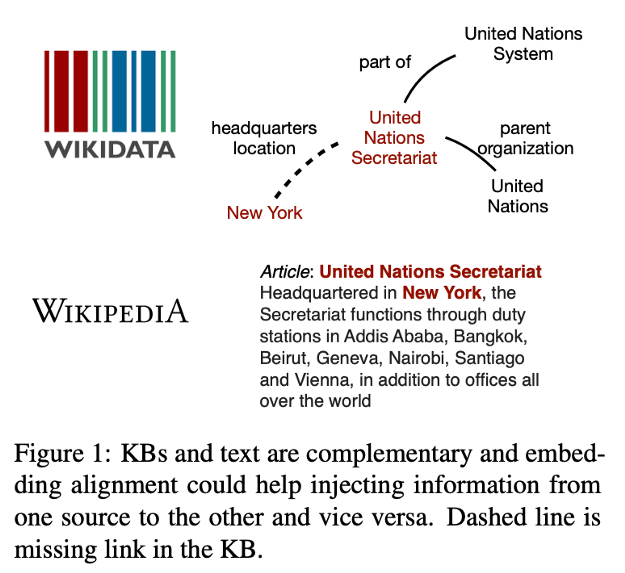 WIKIDATA
part of
United Nations
System
headquarters
location
United
Nations
Secretariat
parent
organization
New York
United
Nations
WIKIPEDIA
Article: United Nations Secretariat
Headquartered in New York, the
Secretariat functions through duty
stations in Addis Ababa, Bangkok,
Beirut, Geneva, Nairobi, Santiago
and Vienna, in addition to offices all
over the world
Figure 1: KBs and text are complementary and embed-
ding alignment could help injecting information from
one source to the other and vice versa. Dashed line is
missing link in the KB.